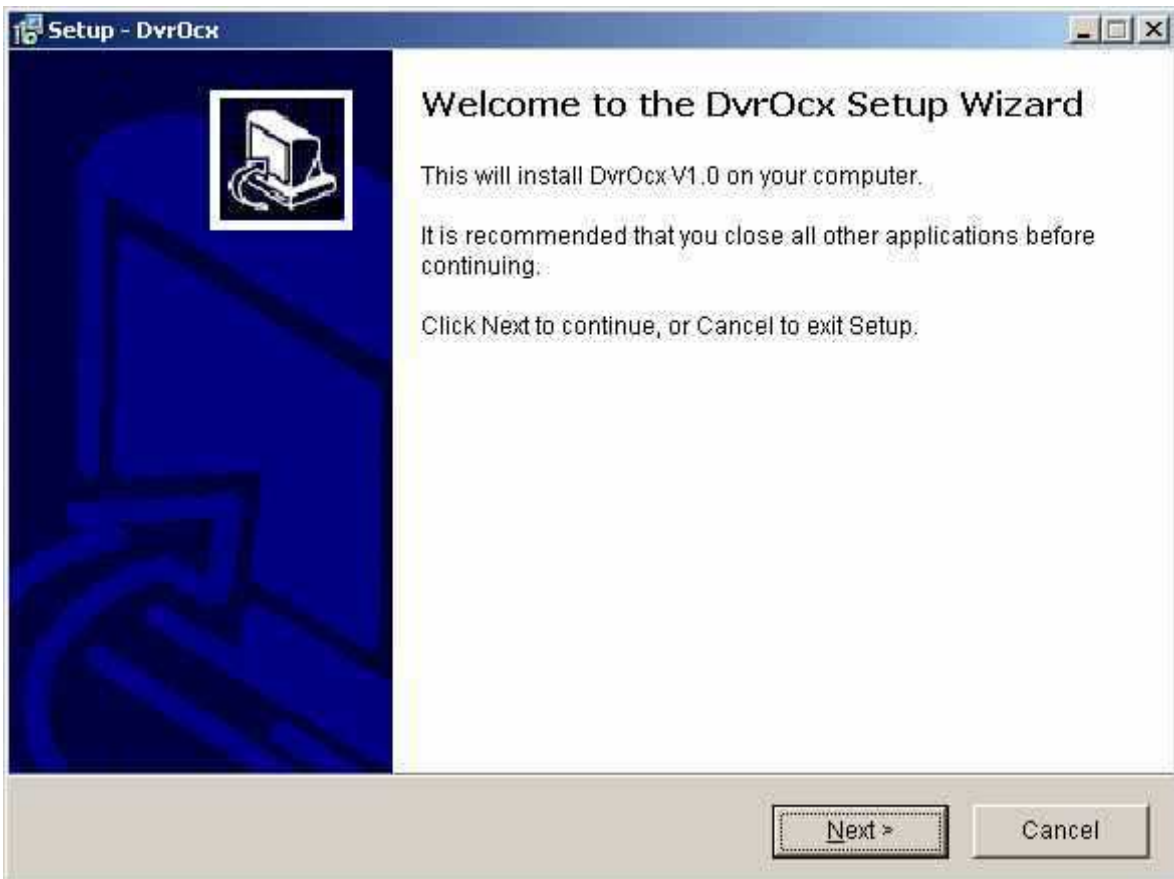 Setup - DvrOcx
Welcome to the DvrOcx Setup Wizard
This will install DvrOcx V1.0 on your computer.
It is recommended that you close all other applications before
continuing.
Click Next to continue, or Cancel to exit Setup.
Next >
Cancel